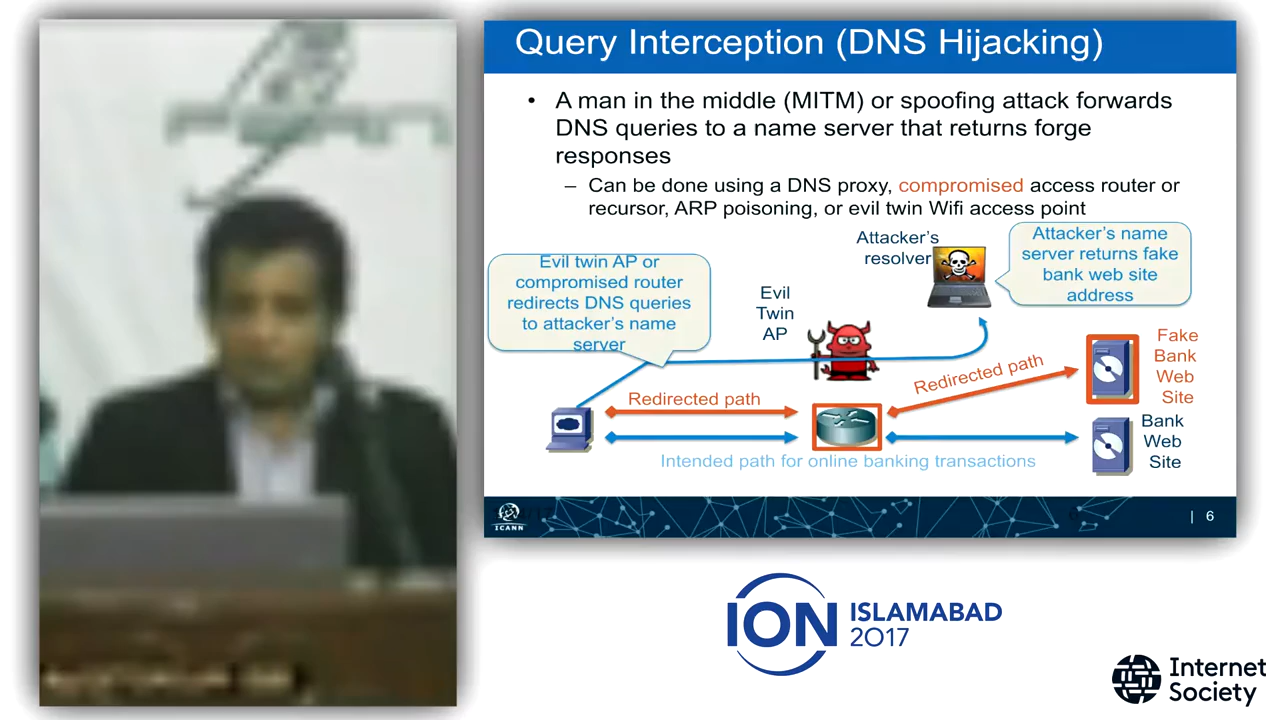 Query Interception (DNS Hijacking)
• A man in the middle (MITM) or spoofing attack forwards
DNS queries to a name server that returns forge
responses
– Can be done using a DNS proxy, compromised access router or
recursor, ARP poisoning, or evil twin Wifi access point
Attacker's
resolver
Attacker's name
server returns fake
bank web site
address
Evil twin AP or
compromised router
redirects DNS queries
to attacker's name
server
Evil
Twin
AP
Redirected path
Redirected path
Fake
Bank
Web
Site
Bank
Web
Site
Intended path for online banking transactions
ICANN
| 6
ION ISLAMABAD
2017
Internet
Society